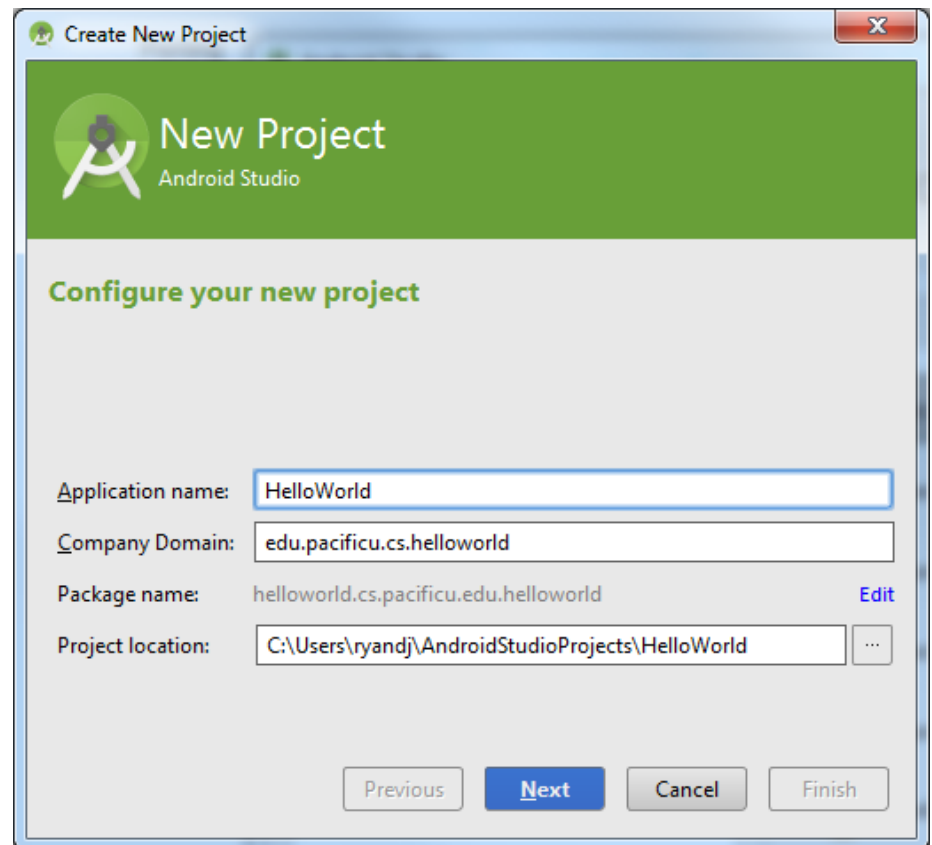 Create New Project
New Project
Android Studio
Configure your new project
Application name: HelloWorld
Company Domain: edu.pacificu.cs.helloworld
Package name: helloworld.cs.pacificu.edu.helloworld Edit
Project location: C:\Users\ryandj\AndroidStudioProjects\HelloWorld ...
Previous Next Cancel Finish